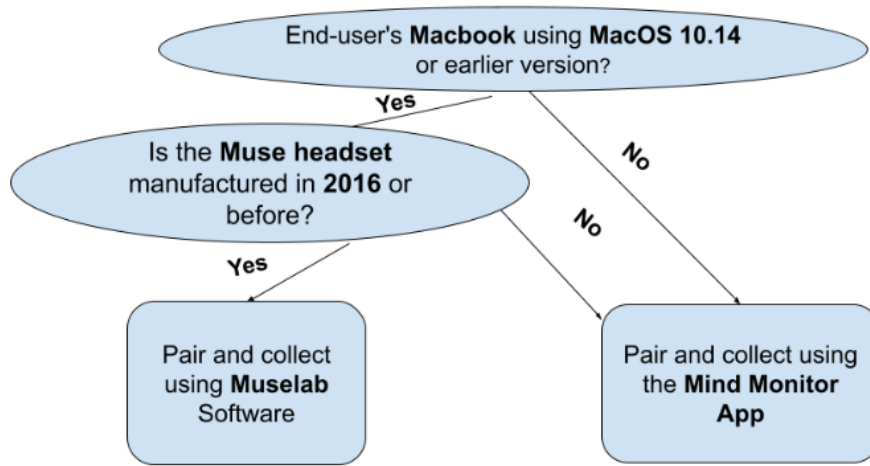 End-user's Macbook using MacOS 10.14
or earlier version?
Yes
No
Is the Muse headset
manufactured in 2016 or
before?
Yes
No
Pair and collect
using Muselab
Software
Pair and collect using
the Mind Monitor
App